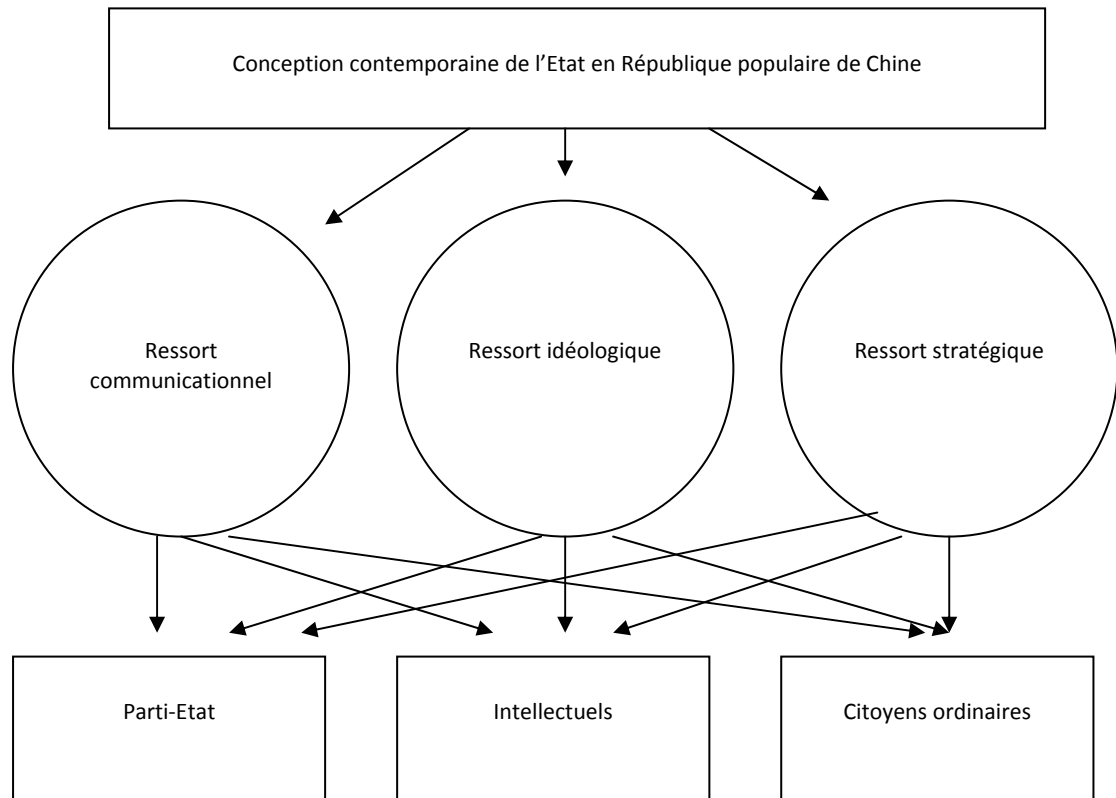 Conception contemporaine de l’Etat en République populaire de Chine
Ressort
communicationnel
Ressort idéologique
Ressort stratégique
Parti-Etat
Intellectuels
Citoyens ordinaires